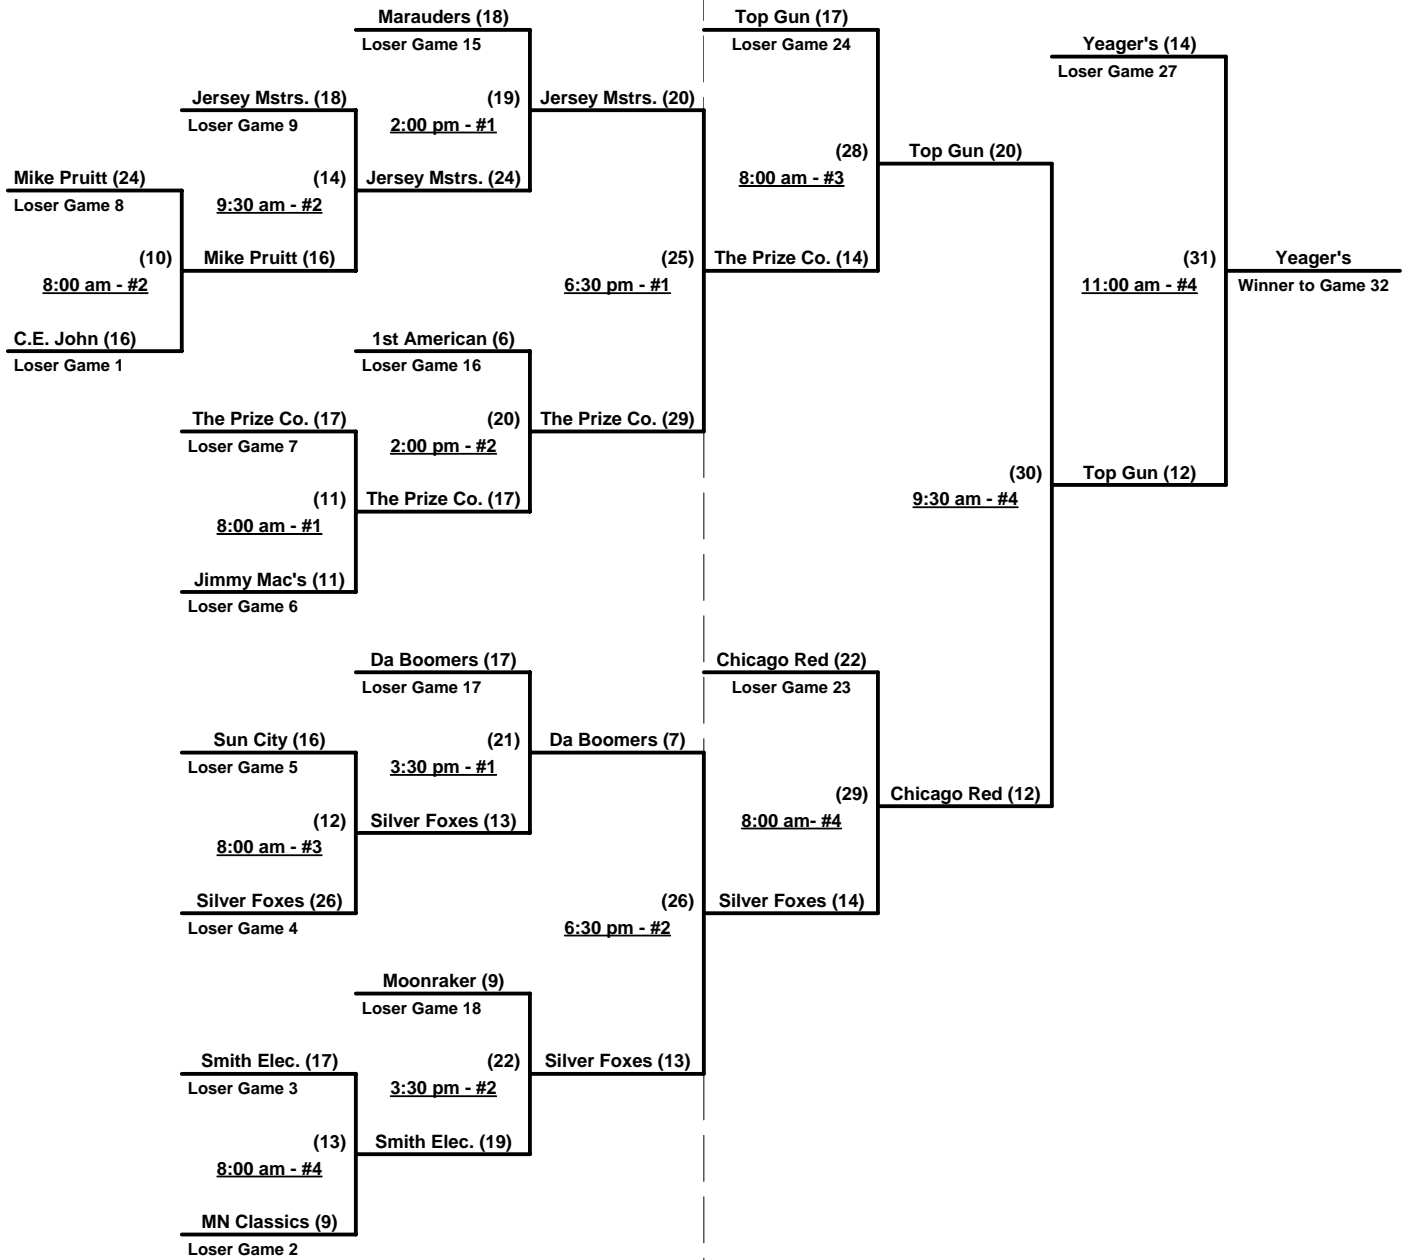 Marauders (18)
Loser Game 15
Top Gun (17)
Loser Game 24
Yeager's (14)
Loser Game 27
Jersey Mstrs. (18)
Loser Game 9
(19)
2:00 pm - #1
Jersey Mstrs. (20)
(28)
8:00 am - #3
Top Gun (20)
Mike Pruitt (24)
Loser Game 8
(14)
9:30 am - #2
Jersey Mstrs. (24)
(10)
8:00 am - #2
Mike Pruitt (16)
(25)
6:30 pm - #1
The Prize Co. (14)
(31)
11:00 am - #4
Yeager's
Winner to Game 32
C.E. John (16)
Loser Game 1
1st American (6)
Loser Game 16
The Prize Co. (17)
Loser Game 7
(20)
2:00 pm - #2
The Prize Co. (29)
(11)
8:00 am - #1
The Prize Co. (17)
(30)
9:30 am - #4
Top Gun (12)
Jimmy Mac's (11)
Loser Game 6
Da Boomers (17)
Loser Game 17
Chicago Red (22)
Loser Game 23
Sun City (16)
Loser Game 5
(21)
3:30 pm - #1
Da Boomers (7)
(29)
8:00 am- #4
Chicago Red (12)
(12)
8:00 am - #3
Silver Foxes (13)
Silver Foxes (26)
Loser Game 4
(26)
6:30 pm - #2
Silver Foxes (14)
Moonraker (9)
Loser Game 18
Smith Elec. (17)
Loser Game 3
(22)
3:30 pm - #2
Silver Foxes (13)
(13)
8:00 am - #4
Smith Elec. (19)
MN Classics (9)
Loser Game 2